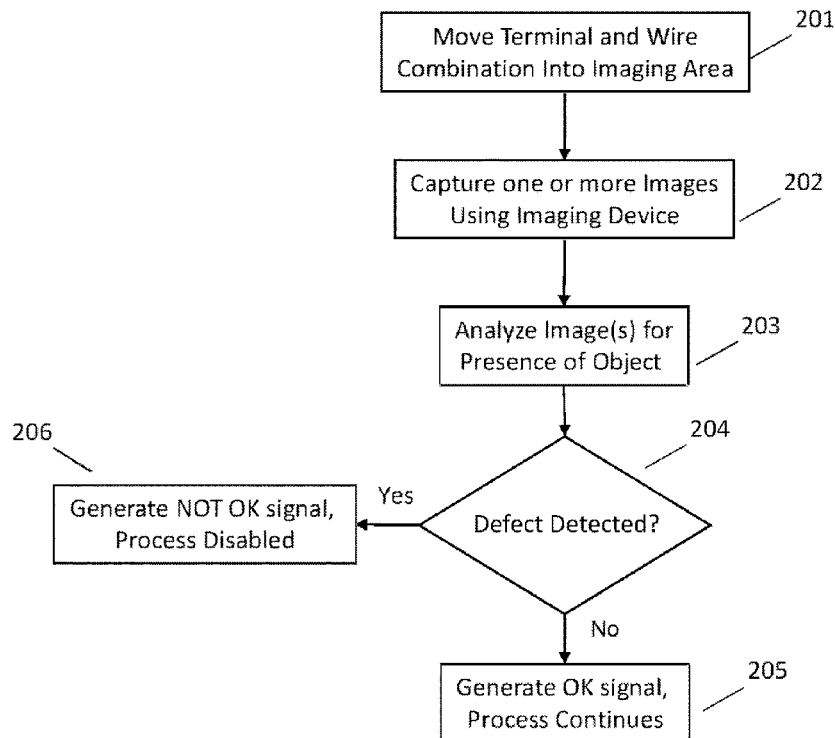 201
Move Terminal and Wire
Combination Into Imaging Area
Capture one or more Images
Using Imaging Device
202
Analyze Image(s) for
Presence of Object
203
204
Defect Detected?
Yes
206
Generate NOT OK signal,
Process Disabled
No
Generate OK signal,
Process Continues
205